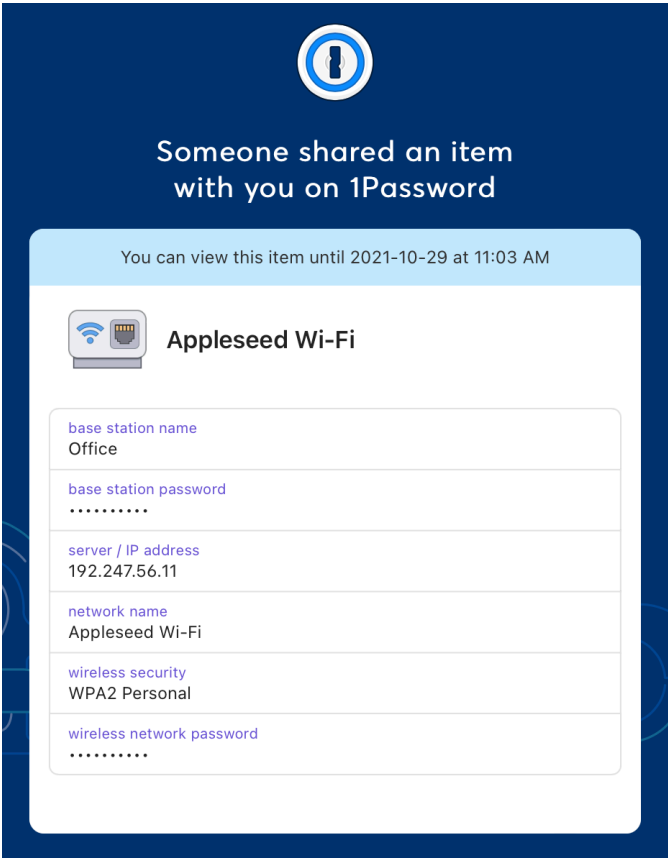 Someone shared an item
with you on 1Password
You can view this item until 2021-10-29 at 11:03 AM
Appleseed Wi-Fi
base station name
Office
base station password
••••••••••
server / IP address
192.247.56.11
network name
Appleseed Wi-Fi
wireless security
WPA2 Personal
wireless network password
••••••••••